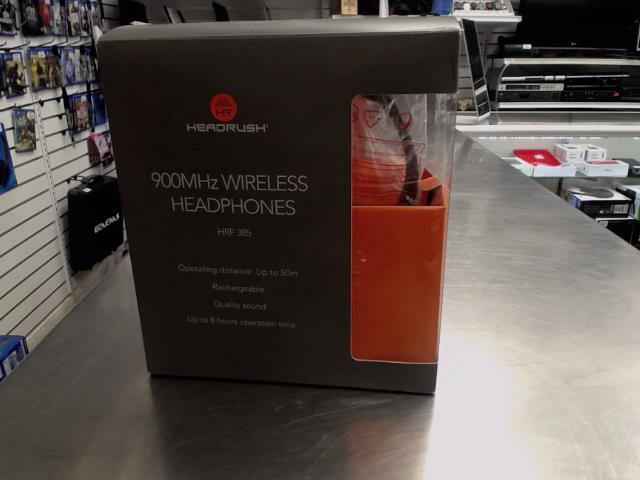 HR
HEADRUSH
900MHz WIRELESS
HEADPHONES
HRF 385
Operating distance: Up to 50m
Rechargeable
Quality sound
Up to 8 hours operation time